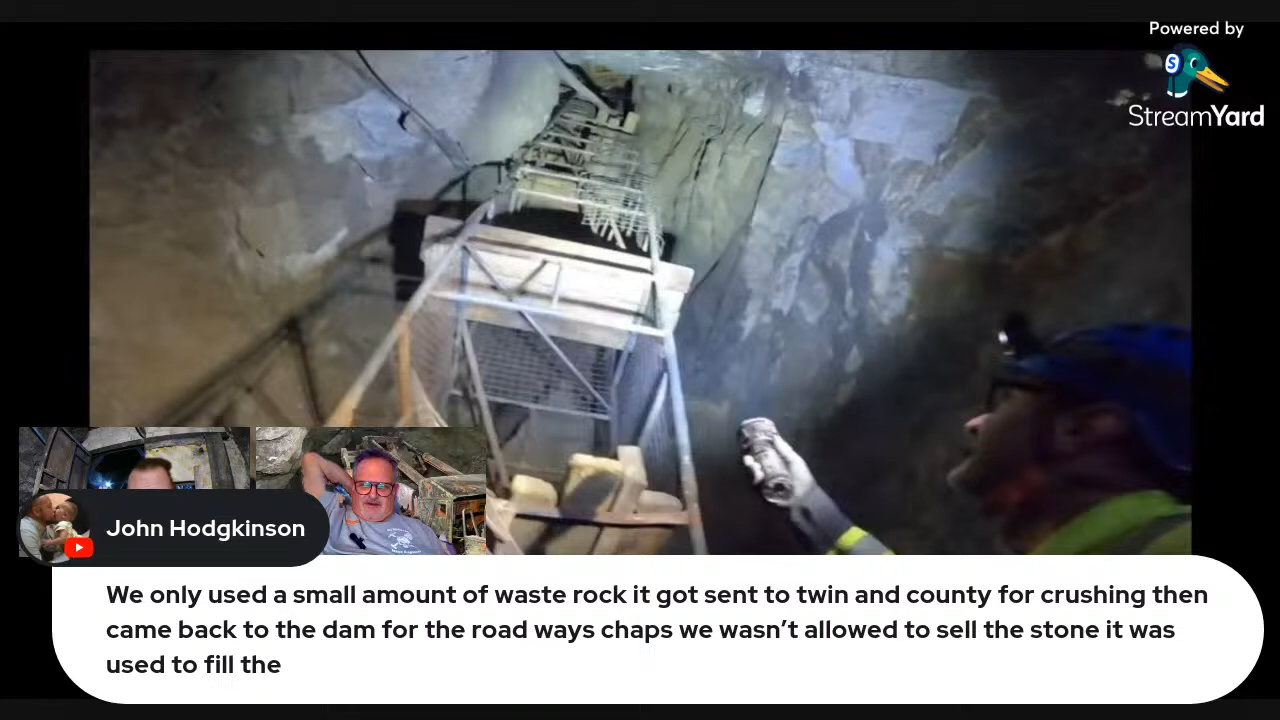 Powered by
S
StreamYard
John Hodgkinson
We only used a small amount of waste rock it got sent to twin and county for crushing then
came back to the dam for the road ways chaps we wasn’t allowed to sell the stone it was
used to fill the